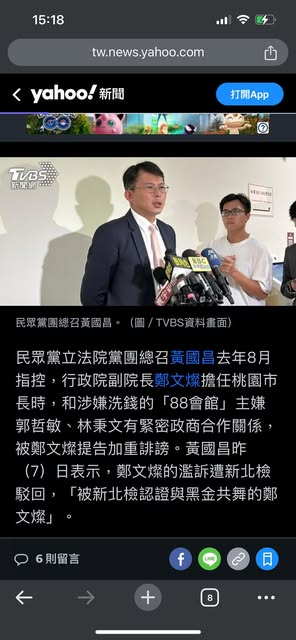 15:18
tw.news.yahoo.com
yahoo!新聞
打開App
TVBS
新聞網
民眾黨團總召黃國昌。（圖 / TVBS資料畫面）
民眾黨立法院黨團總召黃國昌去年8月
指控，行政院副院長鄭文燦擔任桃園市
長時，和涉嫌洗錢的「88會館」主嫌
郭哲敏、林秉文有緊密政商合作關係，
被鄭文燦提告加重誹謗。黃國昌昨
（7）日表示，鄭文燦的濫訴遭新北檢
駁回，「被新北檢認證與黑金共舞的鄭
文燦」。
6 則留言
8